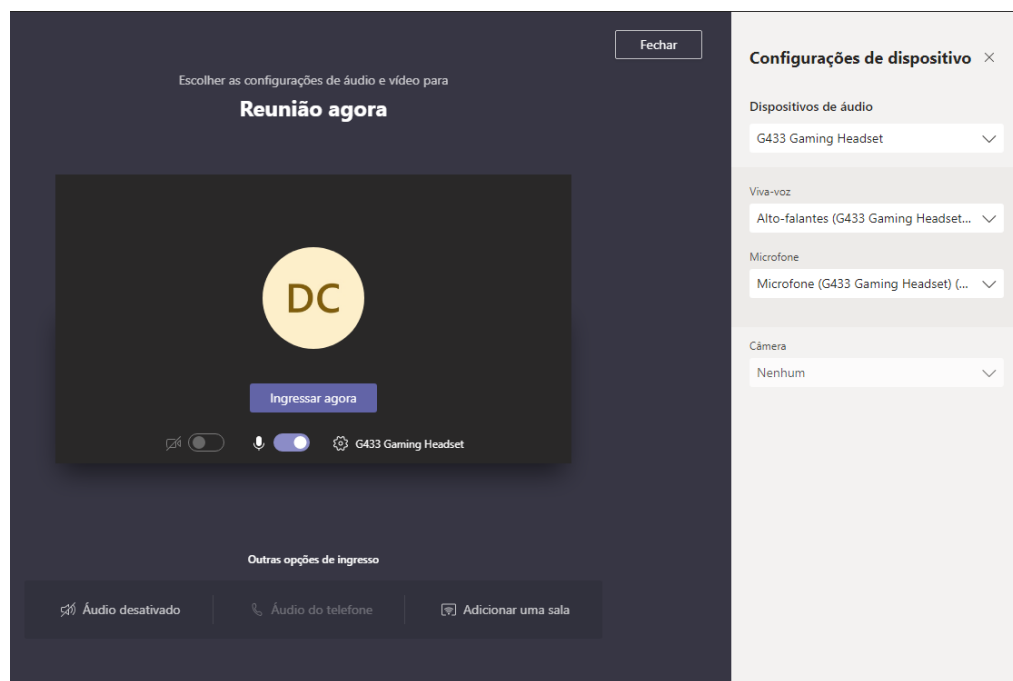 Fechar
Escolher as configurações de áudio e vídeo para
Reunião agora
DC
Ingressar agora
G433 Gaming Headset
Outras opções de ingresso
Áudio desativado
Áudio do telefone
Adicionar uma sala
Configurações de dispositivo
Dispositivos de áudio
G433 Gaming Headset
Viva-voz
Alto-falantes (G433 Gaming Headset...
Microfone
Microfone (G433 Gaming Headset) (...
Câmera
Nenhum